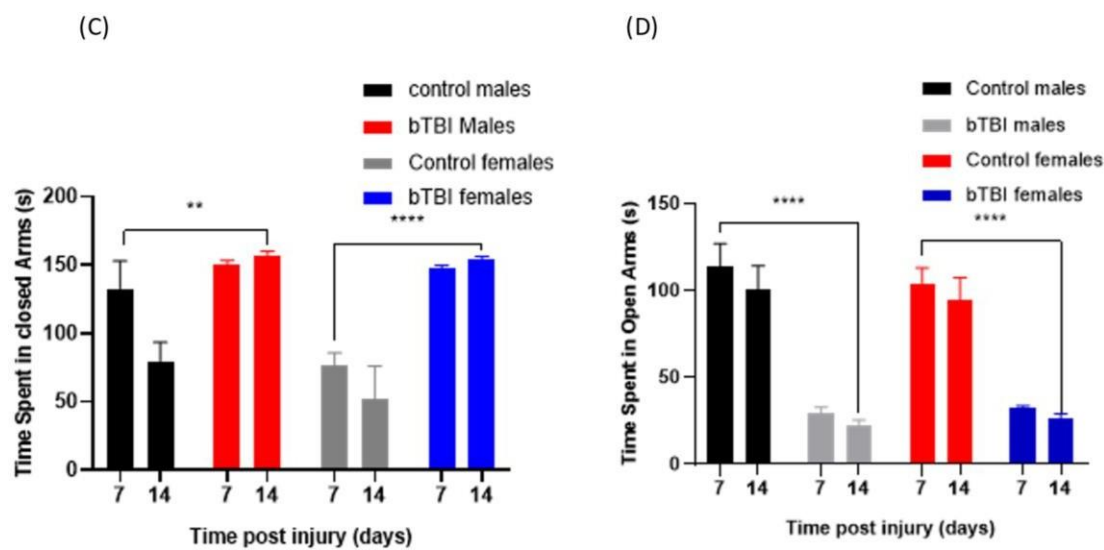 (C)
control males
bTBI Males
Control females
bTBI females
Time Spent in closed Arms (s)
200
150
100
50
0
**
****
7 14 7 14 7 14 7 14
Time post injury (days)
(D)
Control males
bTBI males
Control females
bTBI females
Time Spent in Open Arms (s)
150
100
50
0
****
****
7 14 7 14 7 14 7 14
Time post injury (days)